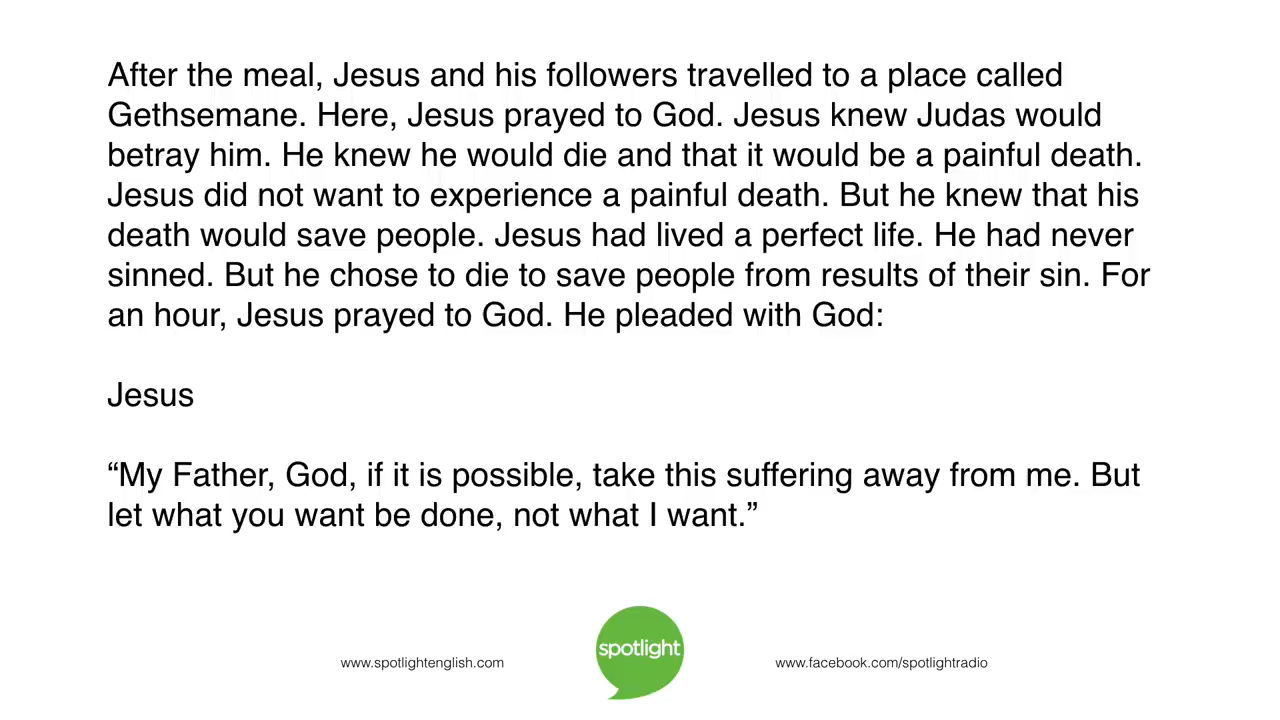 After the meal, Jesus and his followers travelled to a place called
Gethsemane. Here, Jesus prayed to God. Jesus knew Judas would
betray him. He knew he would die and that it would be a painful death.
Jesus did not want to experience a painful death. But he knew that his
death would save people. Jesus had lived a perfect life. He had never
sinned. But he chose to die to save people from results of their sin. For
an hour, Jesus prayed to God. He pleaded with God:
Jesus
“My Father, God, if it is possible, take this suffering away from me. But
let what you want be done, not what I want.”
www.spotlightenglish.com
spotlight
www.facebook.com/spotlightradio